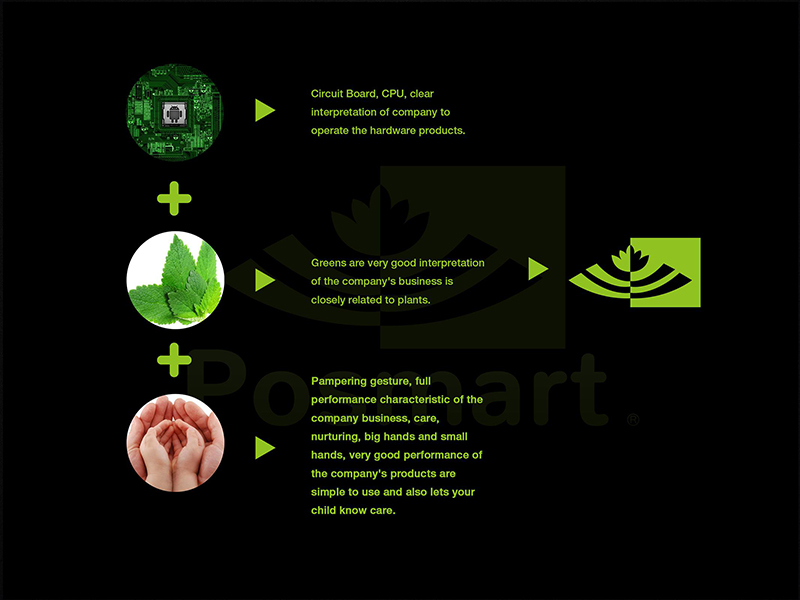 Circuit Board, CPU, clear
interpretation of company to
operate the hardware products.
Greens are very good interpretation
of the company's business is
closely related to plants.
Posmart ®
Pampering gesture, full
performance characteristic of the
company business, care,
nurturing, big hands and small
hands, very good performance of
the company's products are
simple to use and also lets your
child know care.